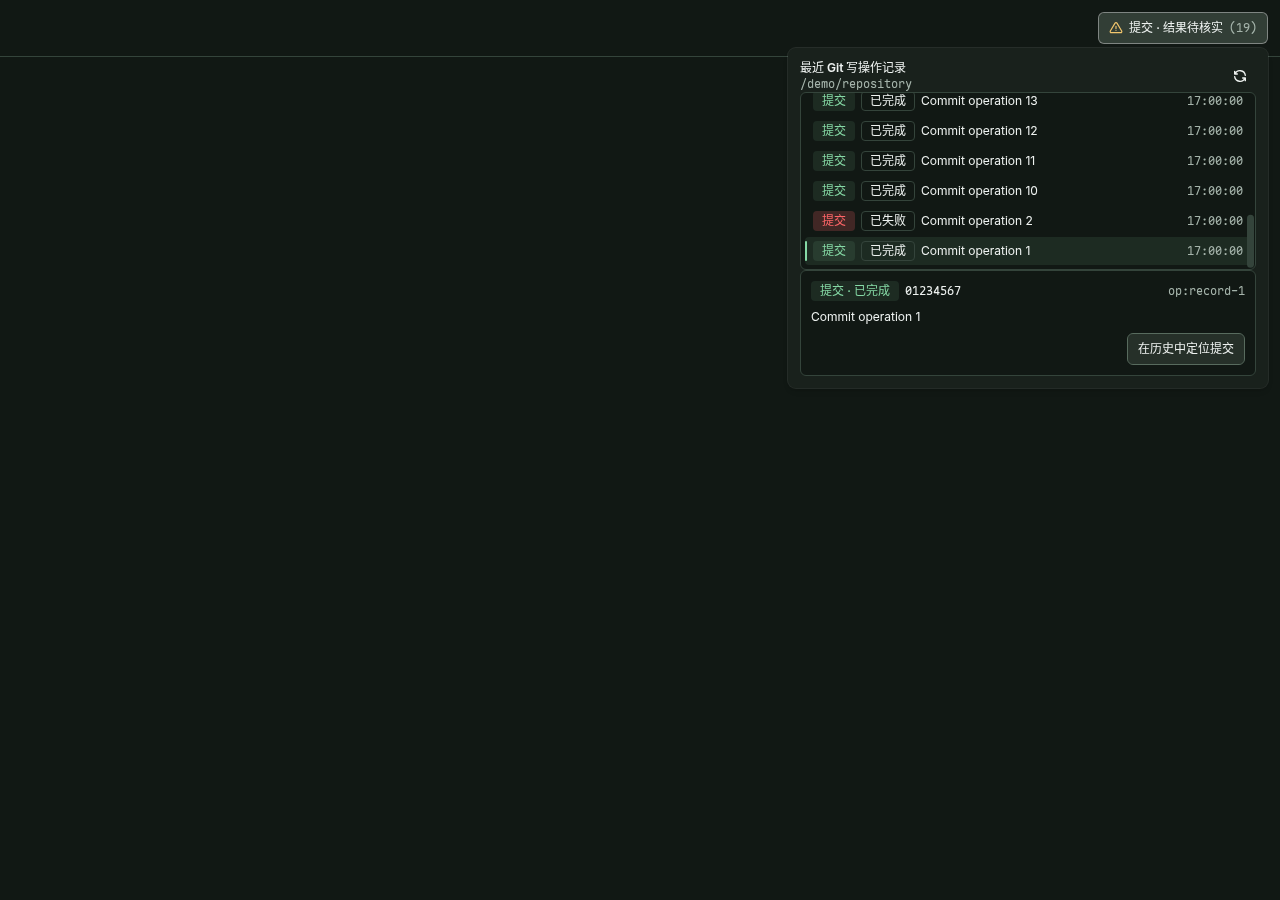 提交 · 结果待核实 (19)
最近 Git 写操作记录
/demo/repository
提交 已完成 Commit operation 13 17:00:00
提交 已完成 Commit operation 12 17:00:00
提交 已完成 Commit operation 11 17:00:00
提交 已完成 Commit operation 10 17:00:00
提交 已失败 Commit operation 2 17:00:00
提交 已完成 Commit operation 1 17:00:00
提交 · 已完成 01234567 op:record-1
Commit operation 1
在历史中定位提交